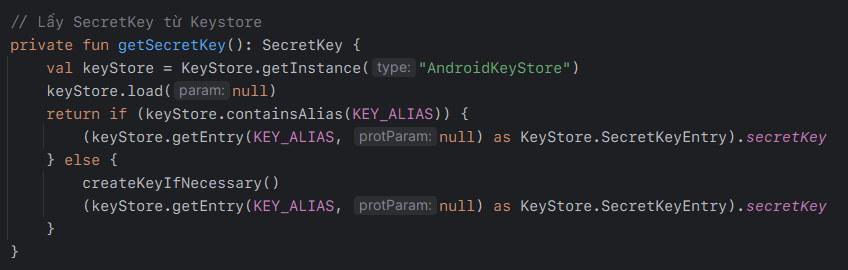 // Lấy SecretKey từ Keystore
private fun getSecretKey(): SecretKey {
    val keyStore = KeyStore.getInstance( type: "AndroidKeyStore")
    keyStore.load( param: null)
    return if (keyStore.containsAlias(KEY_ALIAS)) {
        (keyStore.getEntry(KEY_ALIAS, protParam: null) as KeyStore.SecretKeyEntry).secretKey
    } else {
        createKeyIfNecessary()
        (keyStore.getEntry(KEY_ALIAS, protParam: null) as KeyStore.SecretKeyEntry).secretKey
    }
}